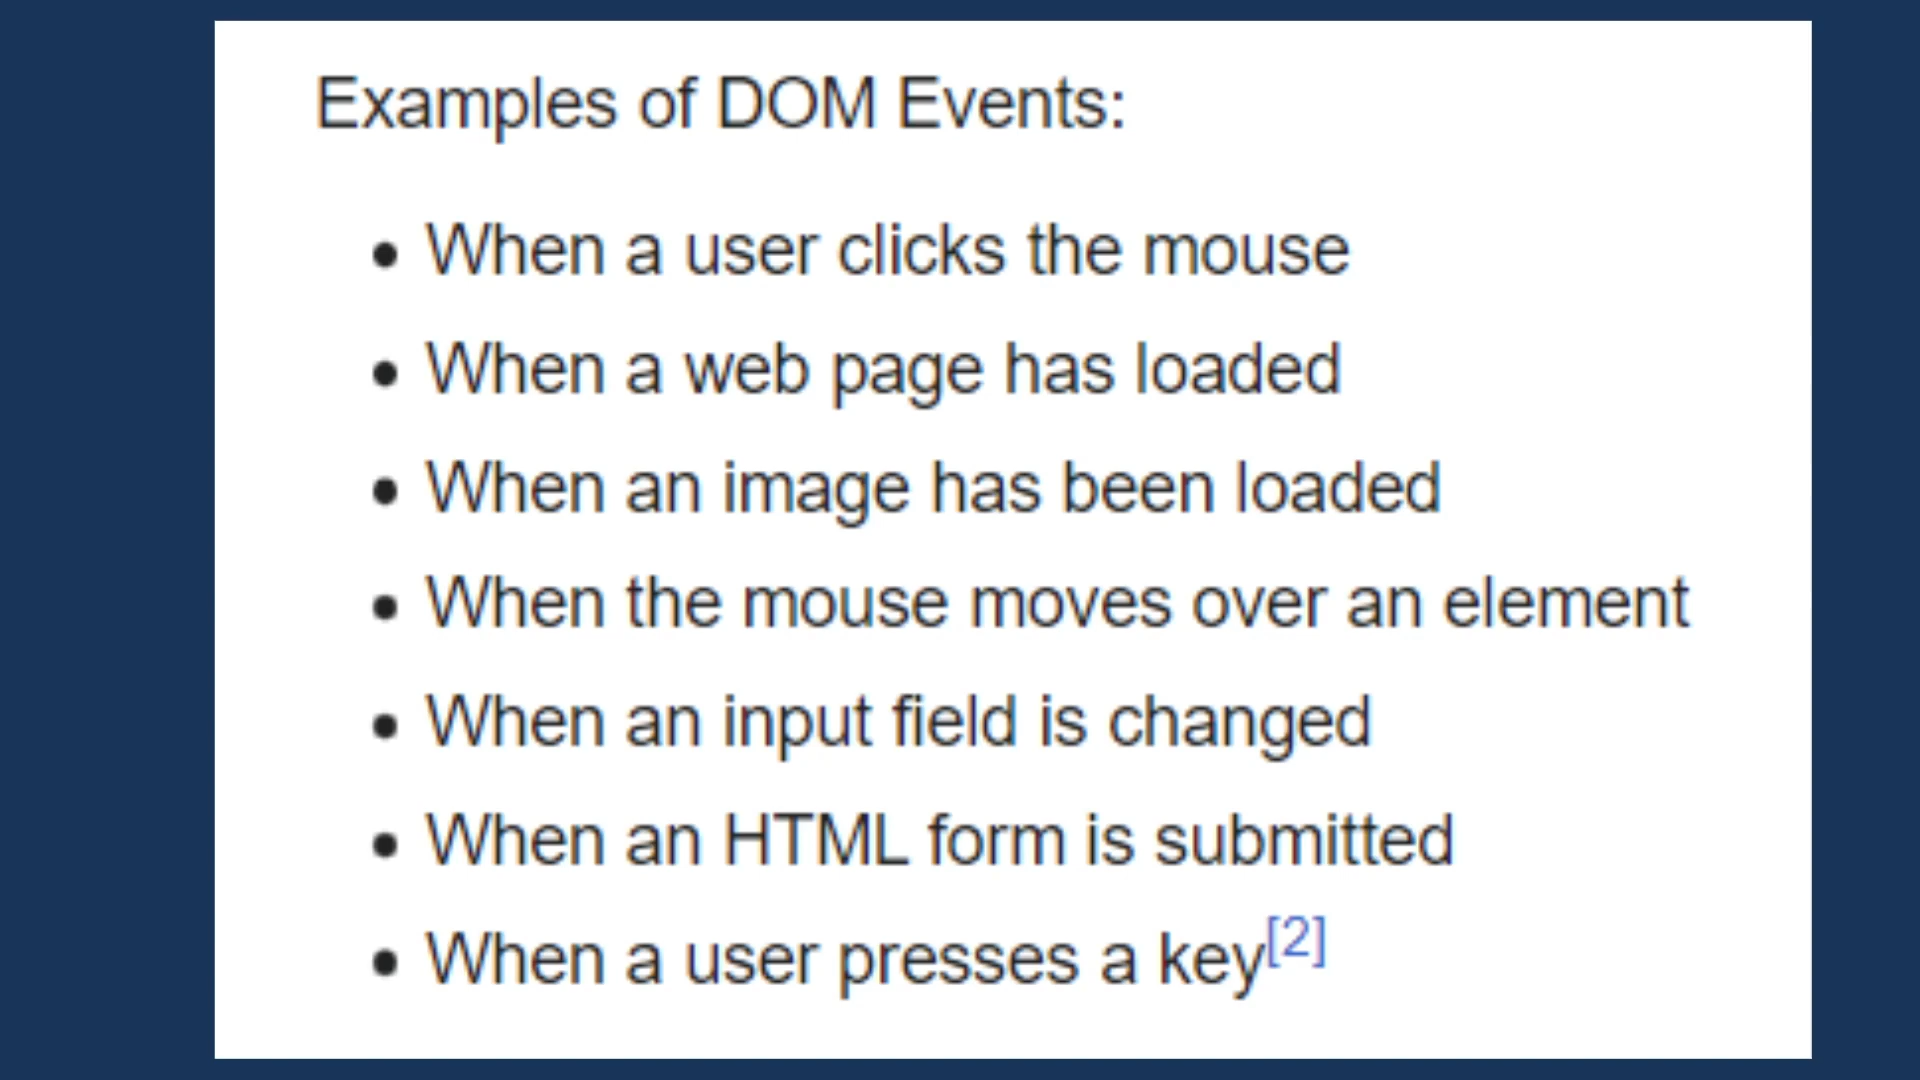 Examples of DOM Events:
• When a user clicks the mouse
• When a web page has loaded
• When an image has been loaded
• When the mouse moves over an element
• When an input field is changed
• When an HTML form is submitted
• When a user presses a key[2]